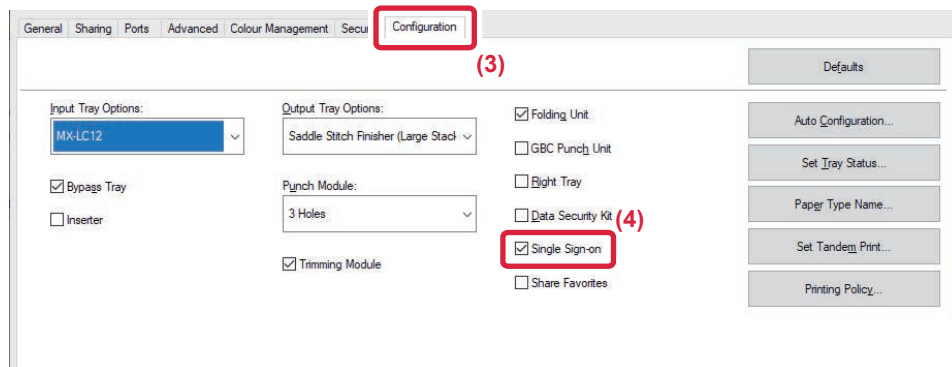 General Sharing Ports Advanced Colour Management Secur Configuration
(3)
Defaults
Input Tray Options:
MX-LC12
Bypass Tray
Inserter
Output Tray Options:
Saddle Stitch Finisher (Large Stack
Punch Module:
3 Holes
Trimming Module
Folding Unit
GBC Punch Unit
Right Tray
Data Security Kit
(4)
Single Sign-on
Share Favorites
Auto Configuration...
Set Tray Status...
Paper Type Name...
Set Tandem Print...
Printing Policy...